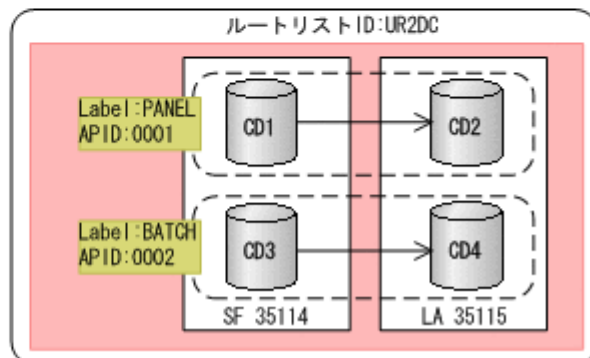 ルートリストID:UR2DC
Label:PANEL
APID:0001
CD1
CD2
Label:BATCH
APID:0002
CD3
CD4
SF 35114
LA 35115